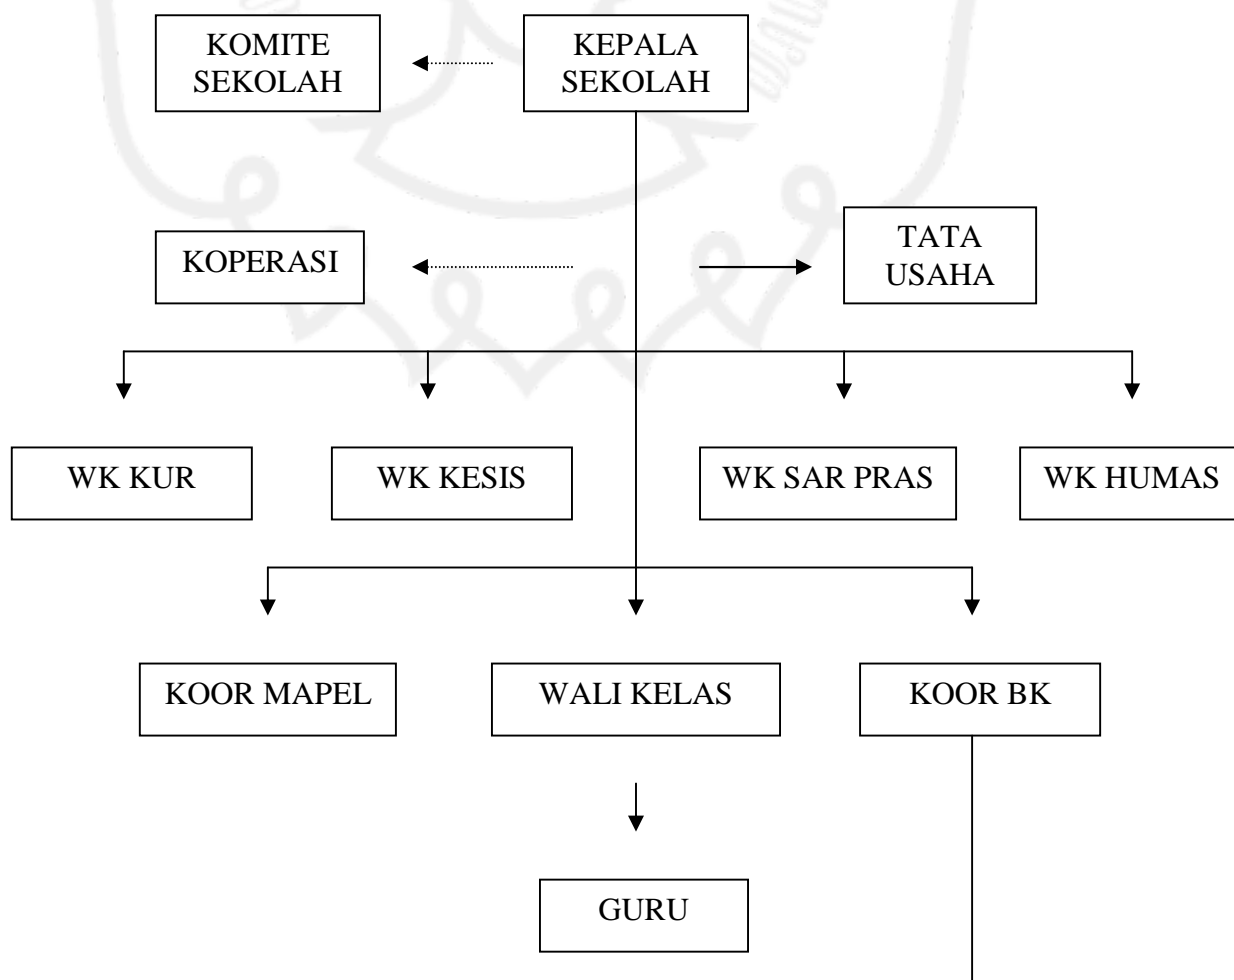 KOMITE
SEKOLAH
KEPALA
SEKOLAH
KOPERASI
TATA
USAHA
WK KUR
WK KESIS
WK SAR PRAS
WK HUMAS
KOOR MAPEL
WALI KELAS
KOOR BK
GURU